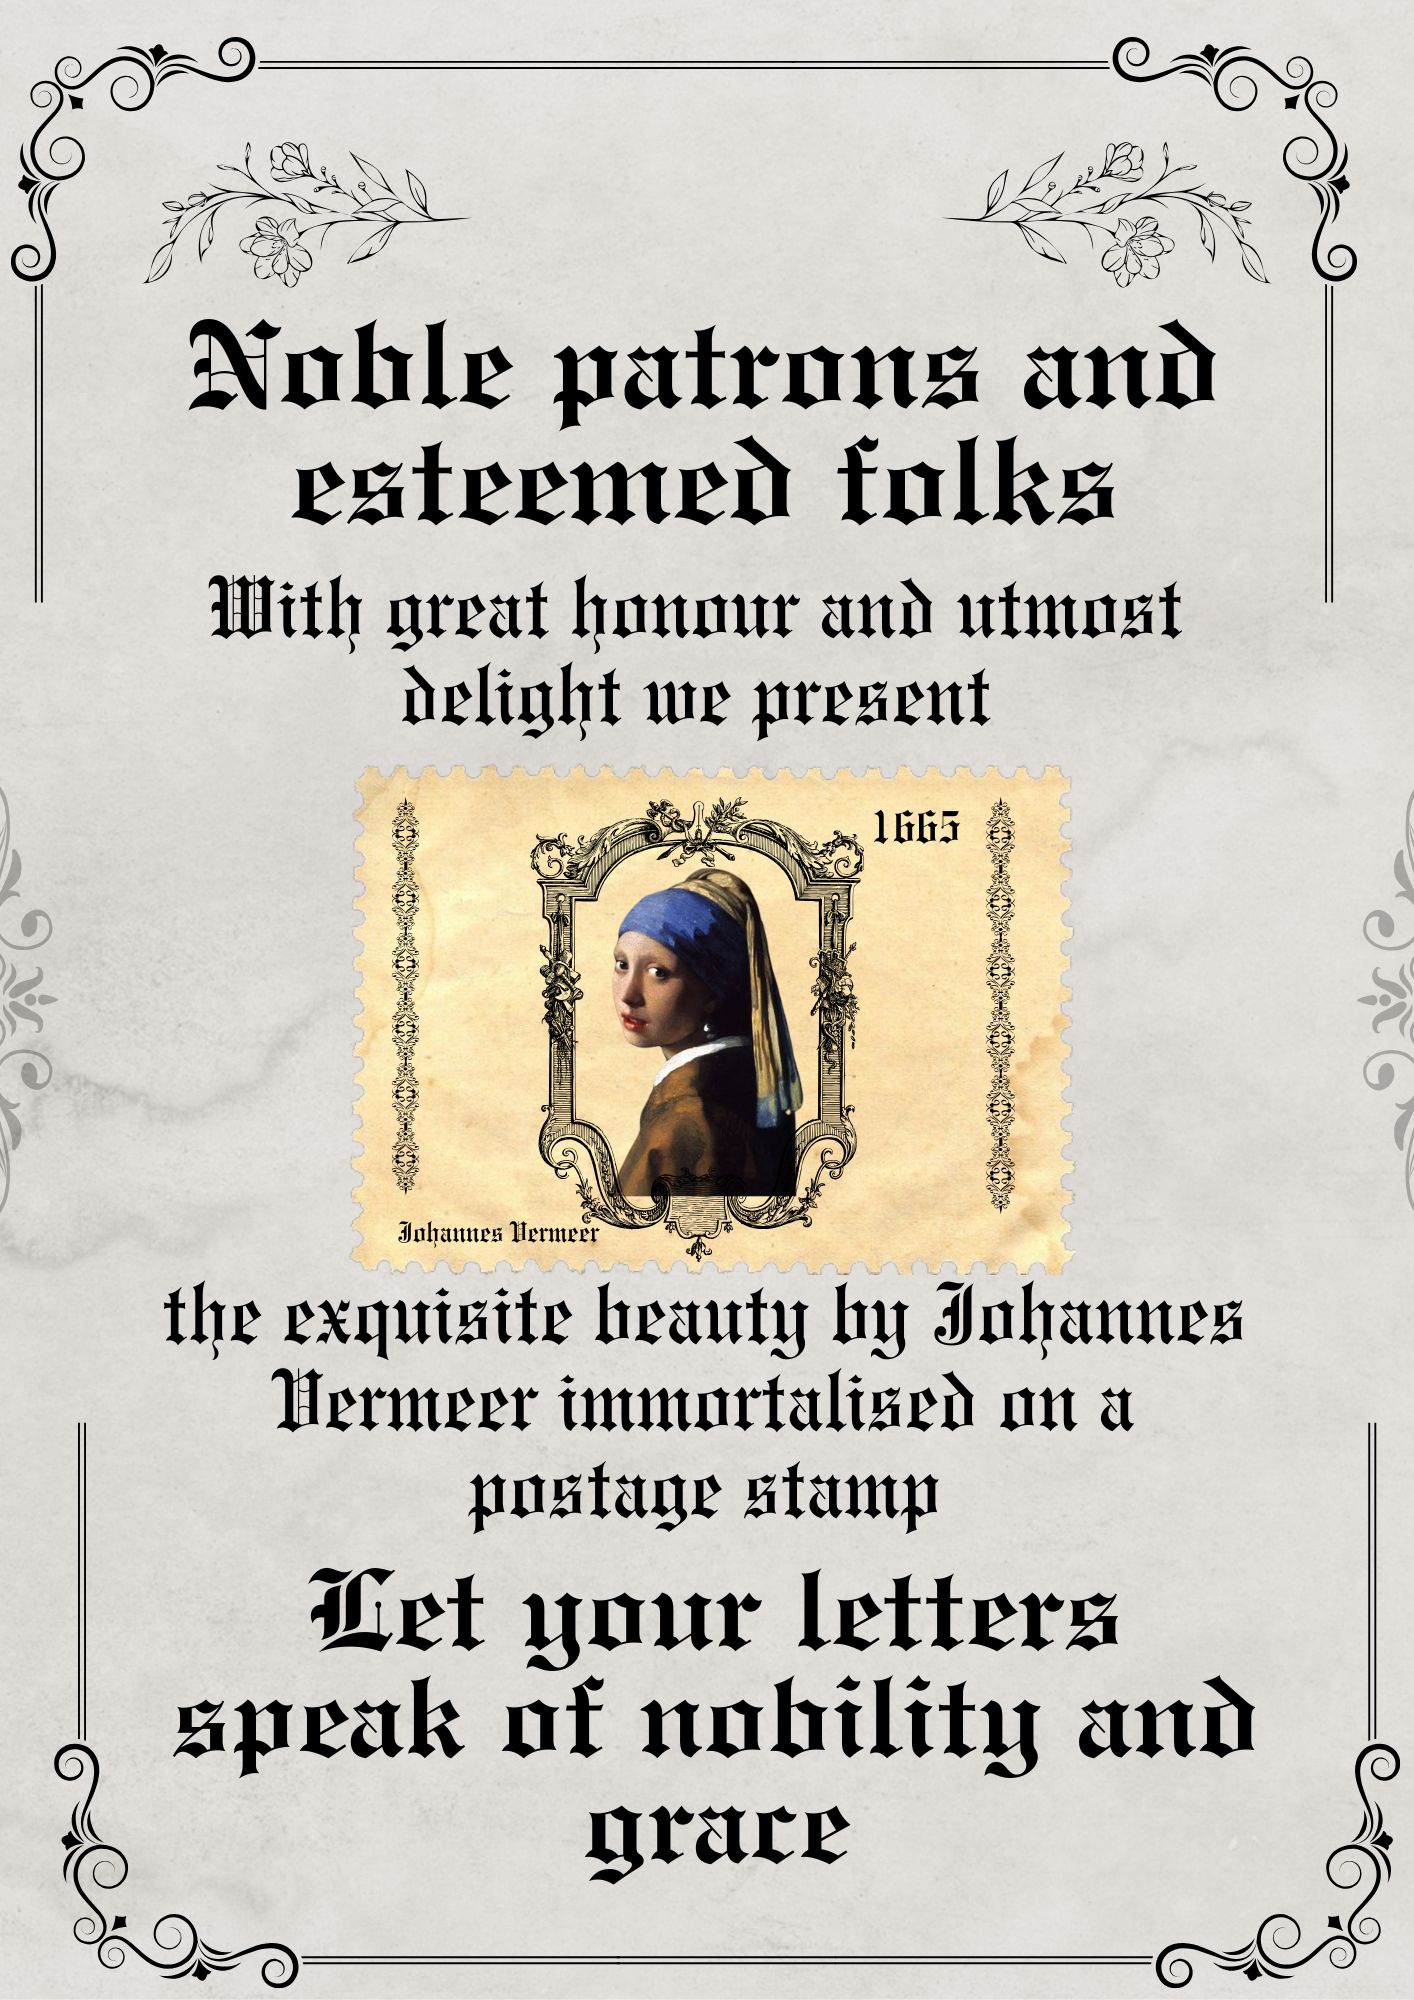 Noble patrons and
esteemed folks
With great honour and utmost
delight we present
1665
Johannes Vermeer
the exquisite beauty by Johannes
Vermeer immortalised on a
postage stamp
Let your letters
speak of nobility and
grace